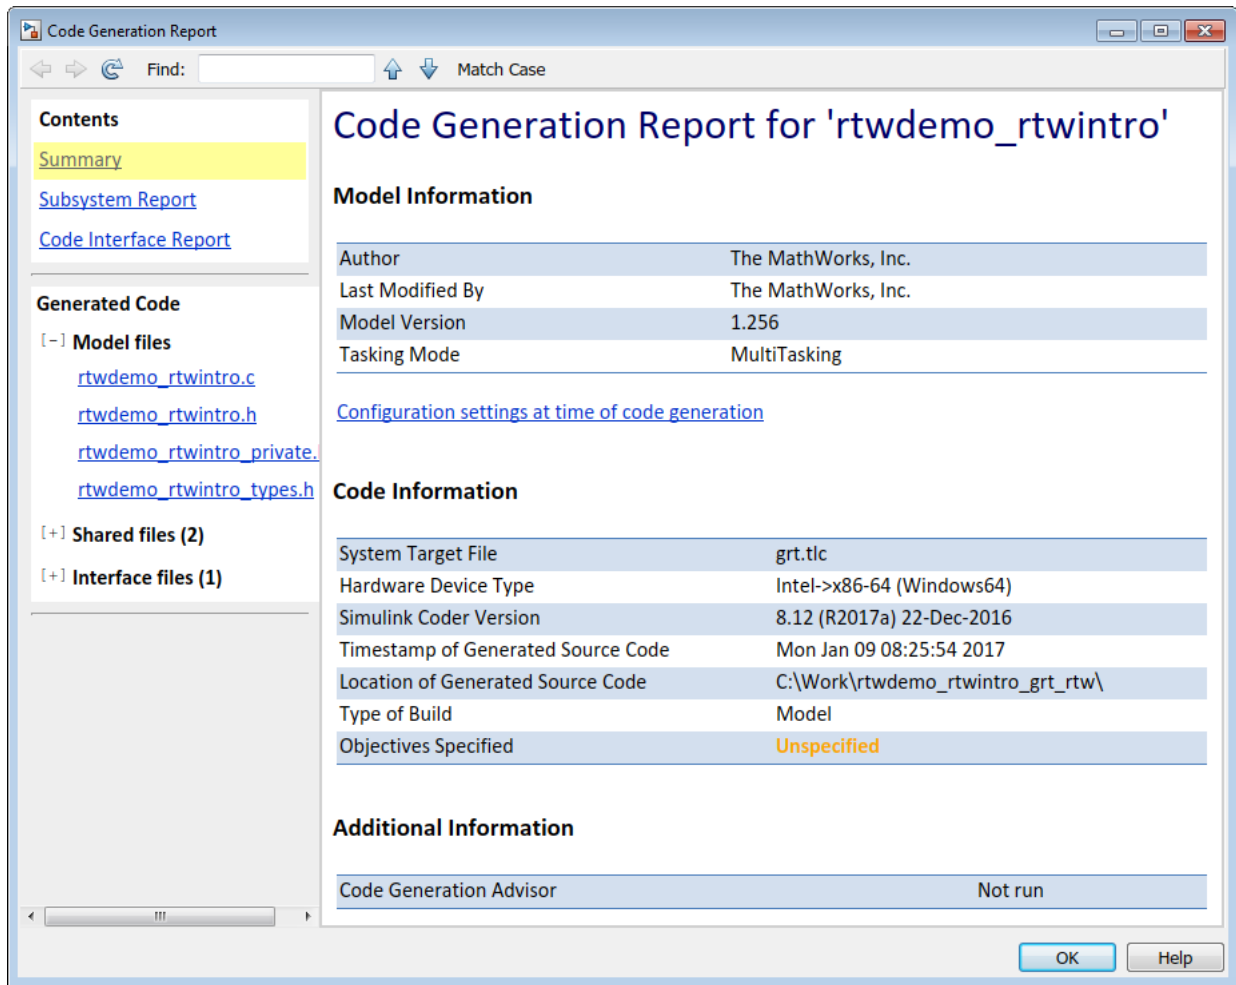 Code Generation Report
Find: Match Case
Contents
Summary
Subsystem Report
Code Interface Report
Generated Code
[-] Model files
rtwdemo_rtwintro.c
rtwdemo_rtwintro.h
rtwdemo_rtwintro_private.
rtwdemo_rtwintro_types.h
[+] Shared files (2)
[+] Interface files (1)
Code Generation Report for 'rtwdemo_rtwintro'
Model Information
Author The MathWorks, Inc.
Last Modified By The MathWorks, Inc.
Model Version 1.256
Tasking Mode MultiTasking
Configuration settings at time of code generation
Code Information
System Target File grt.tlc
Hardware Device Type Intel->x86-64 (Windows64)
Simulink Coder Version 8.12 (R2017a) 22-Dec-2016
Timestamp of Generated Source Code Mon Jan 09 08:25:54 2017
Location of Generated Source Code C:\Work\rtwdemo_rtwintro_grt_rtw\
Type of Build Model
Objectives Specified Unspecified
Additional Information
Code Generation Advisor Not run
OK Help